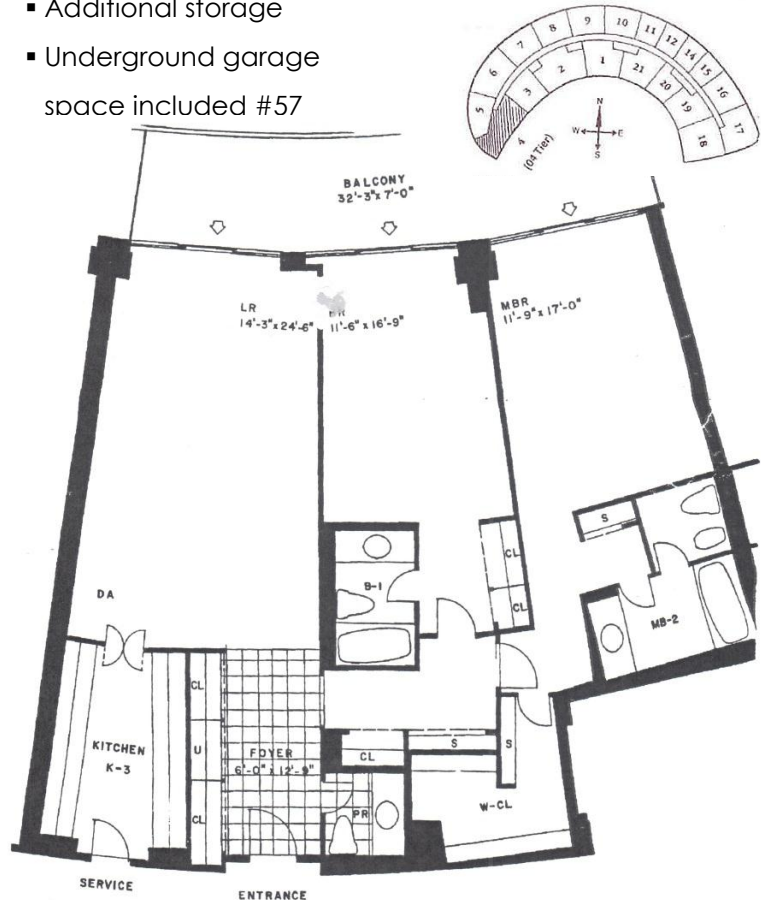 ▪ Additional storage
▪ Underground garage
space included #57
5
6
7
8
9
10
11
12
14
15
16
17
18
19
20
21
1
2
3
4
(04 Tier)
N
W
E
S
BALCONY
32'-3"x 7'-0"
LR
14'-3"x 24'-6"
11'-6" x 16'-9"
MBR
11'-9" x 17'-0"
S
CL
CL
B-1
MB-2
DA
CL
U
CL
KITCHEN
K-3
FOYER
6'-0" x 12'-9"
CL
S
S
PR
W-CL
SERVICE
ENTRANCE